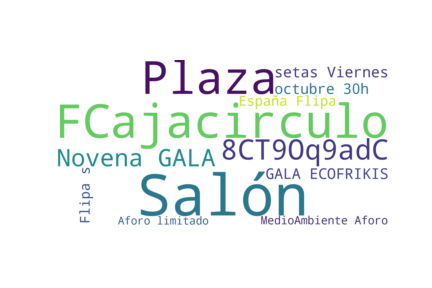 Plaza
setas Viernes
octubre 30h
España Flipa
FCajacirculo
Novena GALA
8CT9Oq9adC
GALA ECOFRIKIS
Salón
Flipa s
Aforo limitado
MedioAmbiente Aforo